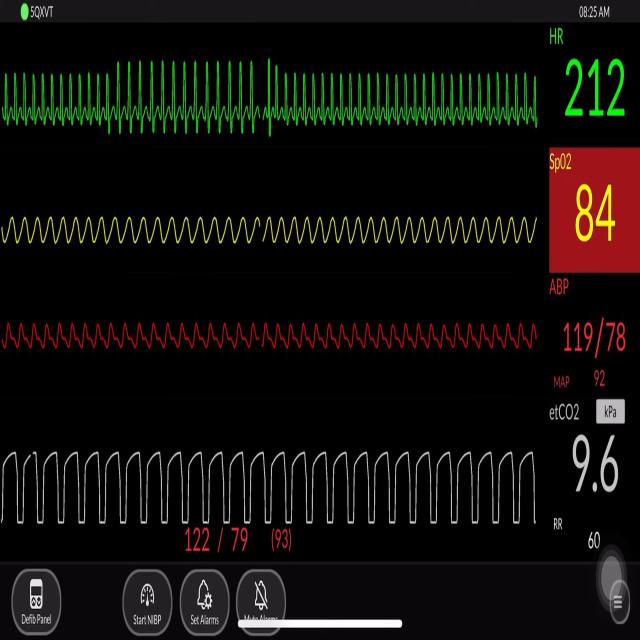 5QXVT
08:25 AM
HR
212
SpO2
84
ABP
119/78
MAP 92
etCO2 kPa
9.6
RR
60
122 / 79 (93)
Defib Panel
Start NIBP
Set Alarms
Mute Alarms